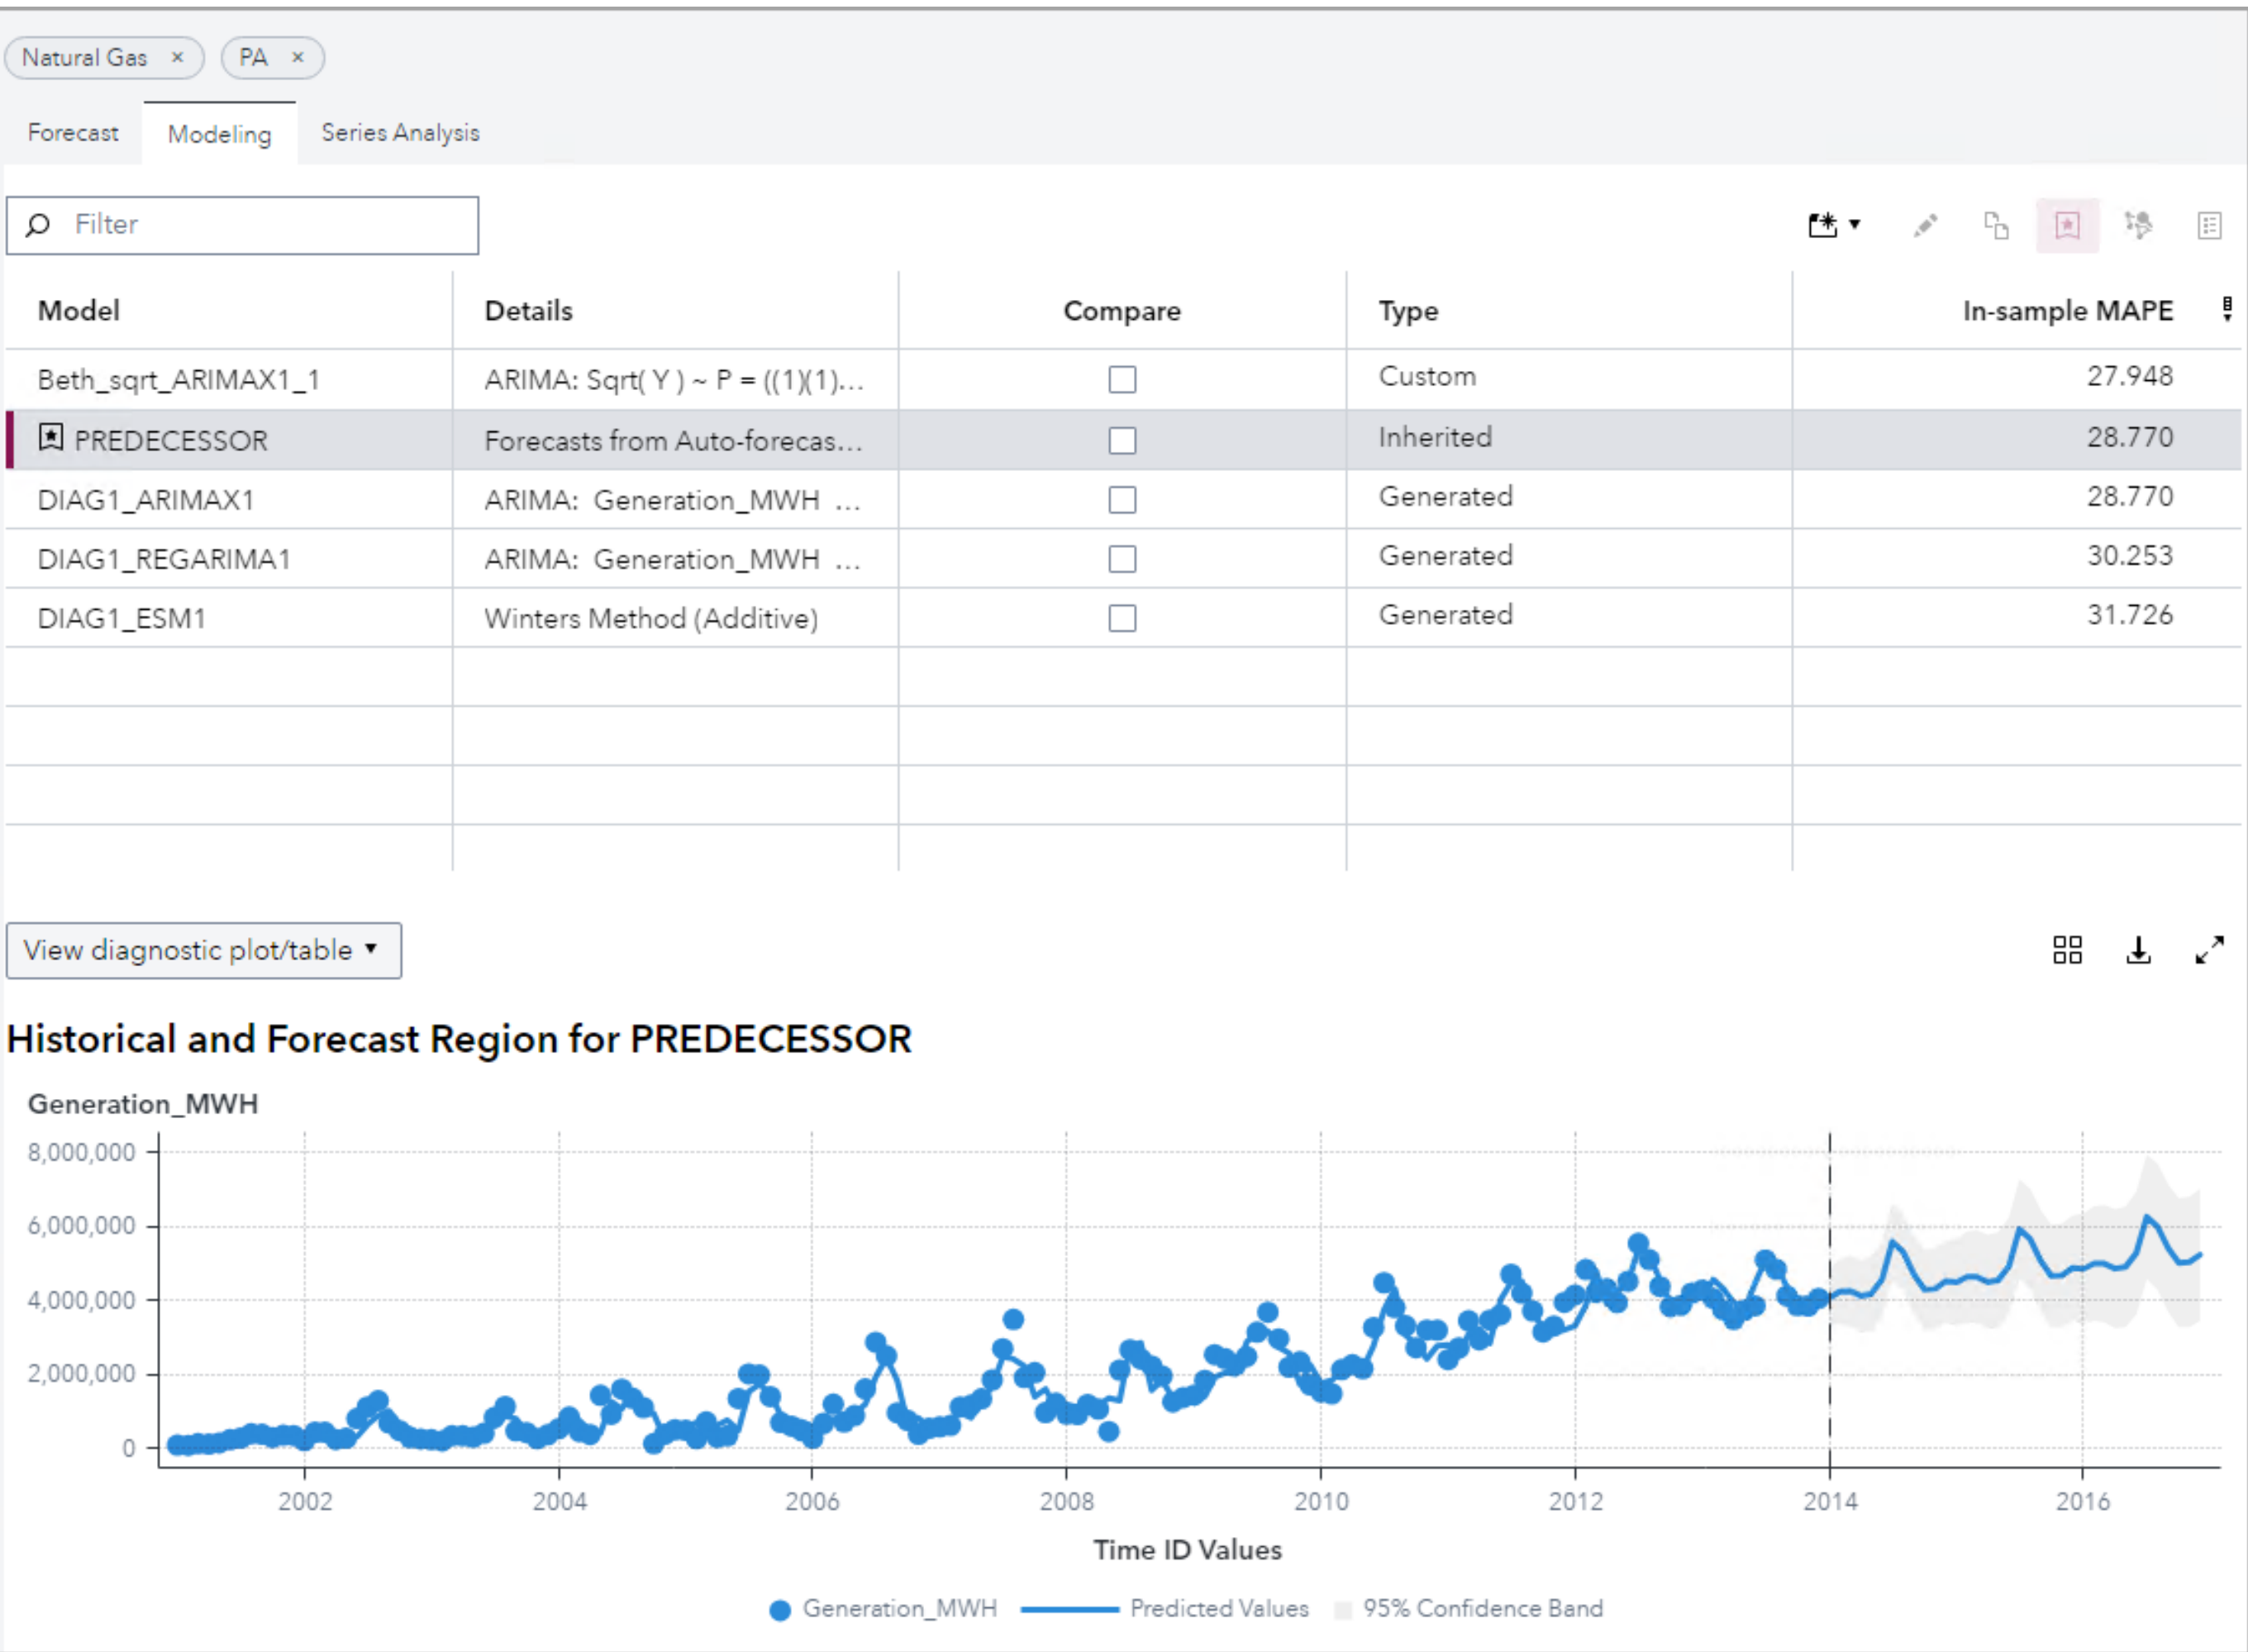 Natural Gas × PA ×
Forecast Modeling Series Analysis
Filter
Model Details Compare Type In-sample MAPE
Beth_sqrt_ARIMAX1_1 ARIMA: Sqrt( Y ) ~ P = ((1)(1)... Custom 27.948
PREDECESSOR Forecasts from Auto-forecas... Inherited 28.770
DIAG1_ARIMAX1 ARIMA: Generation_MWH ... Generated 28.770
DIAG1_REGARIMA1 ARIMA: Generation_MWH ... Generated 30.253
DIAG1_ESM1 Winters Method (Additive) Generated 31.726
View diagnostic plot/table
Historical and Forecast Region for PREDECESSOR
Generation_MWH
8,000,000
6,000,000
4,000,000
2,000,000
0
2002 2004 2006 2008 2010 2012 2014 2016
Time ID Values
Generation_MWH Predicted Values 95% Confidence Band